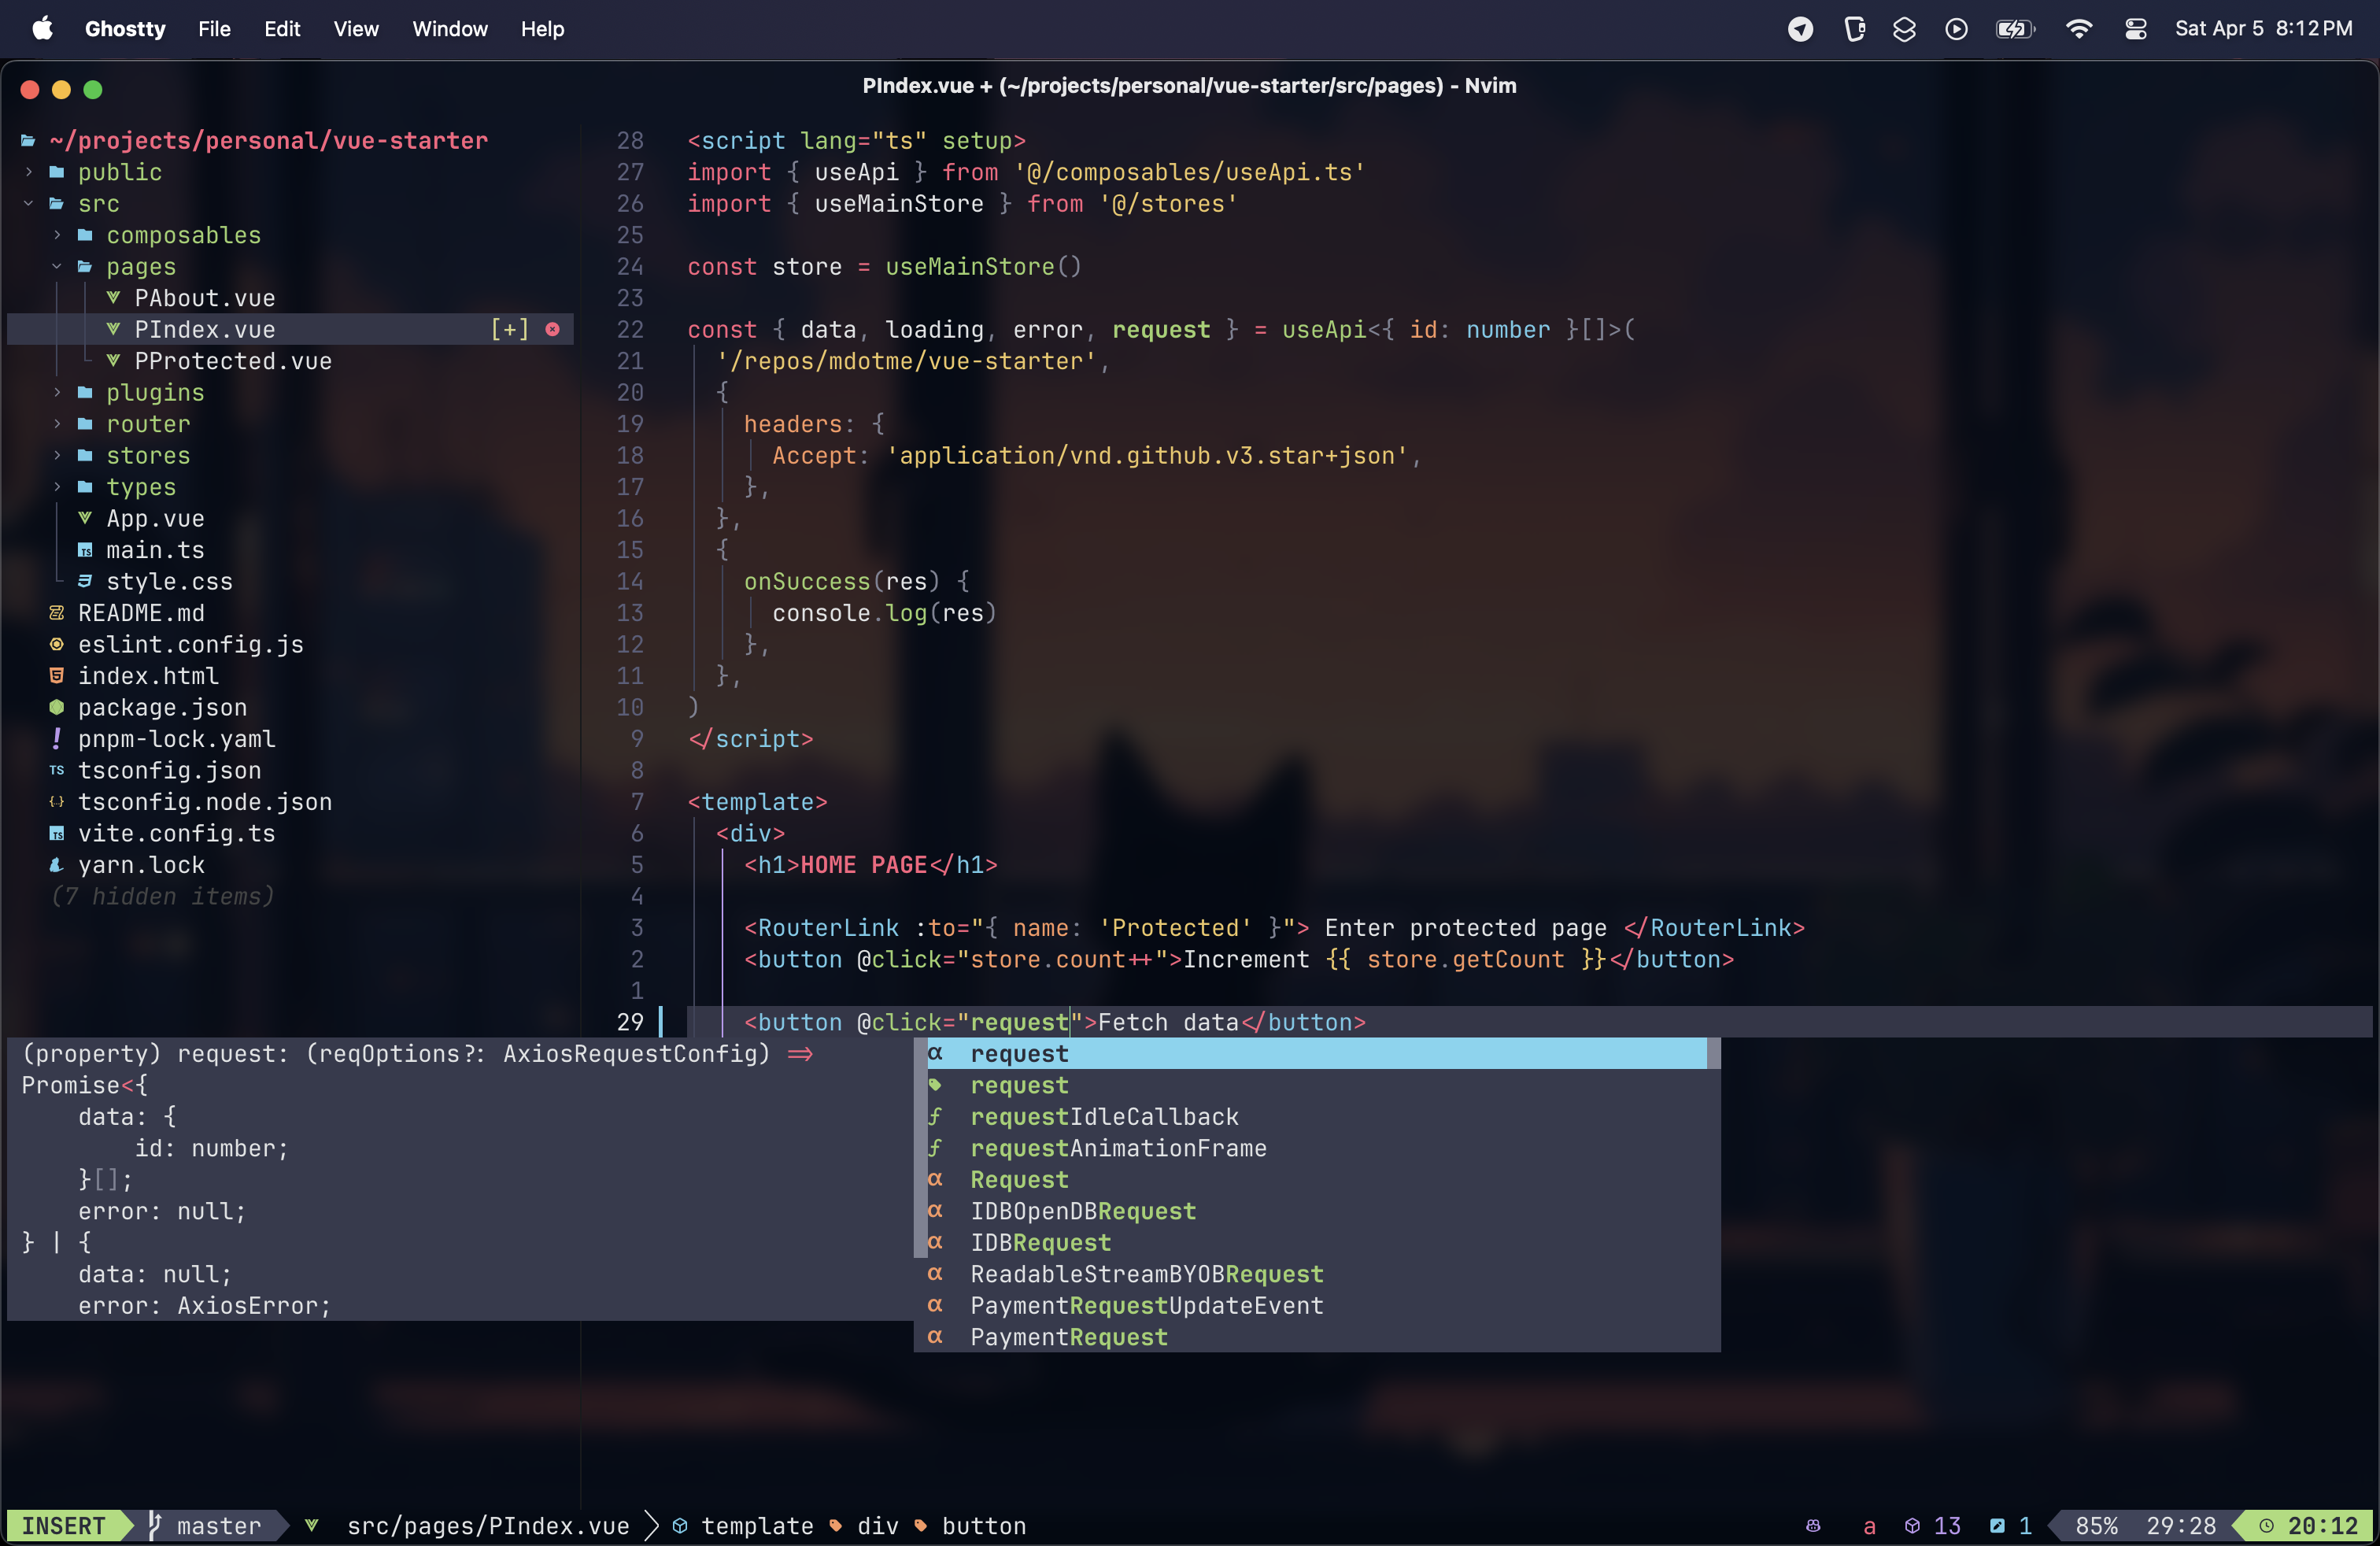 Ghostty File Edit View Window Help Sat Apr 5 8:12 PM
PIndex.vue + (~/projects/personal/vue-starter/src/pages) - Nvim
~/projects/personal/vue-starter
public
src
composables
pages
PAbout.vue
PIndex.vue [+]
PProtected.vue
plugins
router
stores
types
App.vue
TS main.ts
style.css
README.md
eslint.config.js
index.html
package.json
! pnpm-lock.yaml
TS tsconfig.json
{..} tsconfig.node.json
TS vite.config.ts
yarn.lock
(7 hidden items)
28 <script lang="ts" setup>
27 import { useApi } from '@/composables/useApi.ts'
26 import { useMainStore } from '@/stores'
25
24 const store = useMainStore()
23
22 const { data, loading, error, request } = useApi<{ id: number }[]>(
21 '/repos/mdotme/vue-starter',
20 {
19 headers: {
18 Accept: 'application/vnd.github.v3.star+json',
17 },
16 },
15 {
14 onSuccess(res) {
13 console.log(res)
12 },
11 },
10 )
9 </script>
8
7 <template>
6 <div>
5 <h1>HOME PAGE</h1>
4
3 <RouterLink :to="{ name: 'Protected' }"> Enter protected page </RouterLink>
2 <button @click="store.count++">Increment {{ store.getCount }}</button>
1
29 <button @click="request">Fetch data</button>
(property) request: (reqOptions?: AxiosRequestConfig) =>
Promise<{
data: {
id: number;
}[];
error: null;
} | {
data: null;
error: AxiosError;
α request
request
ƒ requestIdleCallback
ƒ requestAnimationFrame
α Request
α IDBOpenDBRequest
α IDBRequest
α ReadableStreamBYOBRequest
α PaymentRequestUpdateEvent
α PaymentRequest
INSERT master src/pages/PIndex.vue template div button a 13 1 85% 29:28 20:12